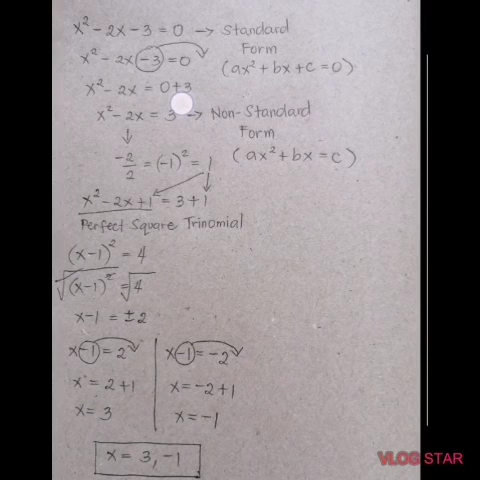 x² - 2x - 3 = 0 → Standard
Form
x² - 2x - 3 = 0 (ax² + bx + c = 0)
x² - 2x = 0 + 3
x² - 2x = 3 → Non-Standard
Form
-2/2 = (-1)² = 1 (ax² + bx = c)
x² - 2x + 1 = 3 + 1
Perfect Square Trinomial
(x-1)² = 4
√(x-1)² = √4
x - 1 = ± 2
x - 1 = 2 | x - 1 = -2
x = 2 + 1 | x = -2 + 1
x = 3 | x = -1
x = 3, -1
VLOG STAR